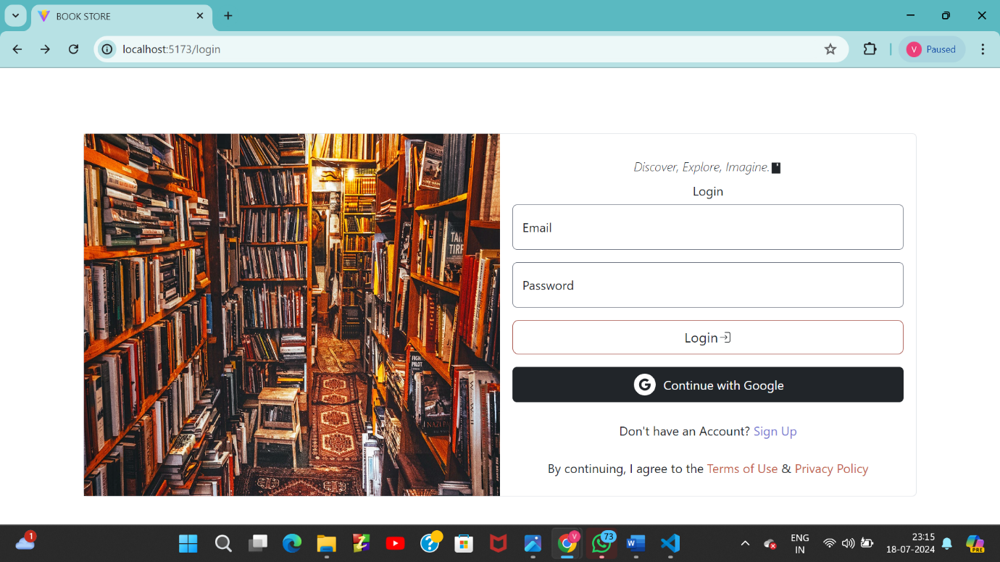 BOOK STORE
localhost:5173/login
V
Paused
Discover, Explore, Imagine.
Login
Email
Password
Login
G
Continue with Google
Don't have an Account? Sign Up
By continuing, I agree to the Terms of Use & Privacy Policy
1
V
73
ENG
IN
23:15
18-07-2024
PRE